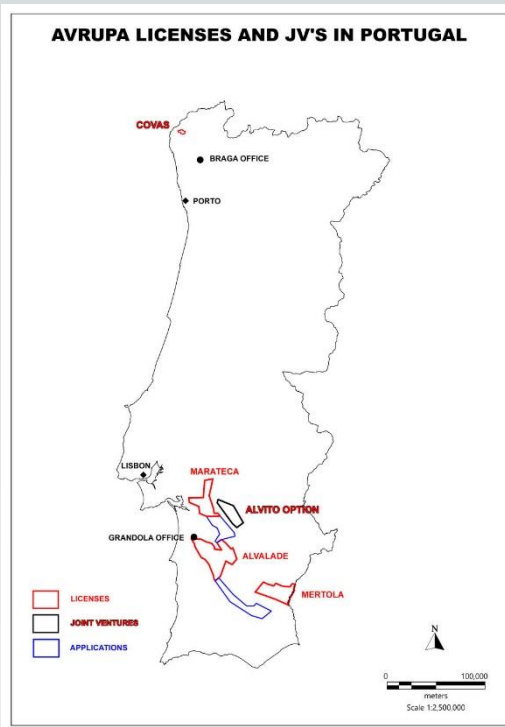 AVRUPA LICENSES AND JV'S IN PORTUGAL
COVAS
BRAGA OFFICE
PORTO
LISBON
MARATECA
ALVITO OPTION
GRANDOLA OFFICE
ALVALADE
MERTOLA
LICENSES
JOINT VENTURES
APPLICATIONS
N
0 100,000
meters
Scale 1:2,500,000